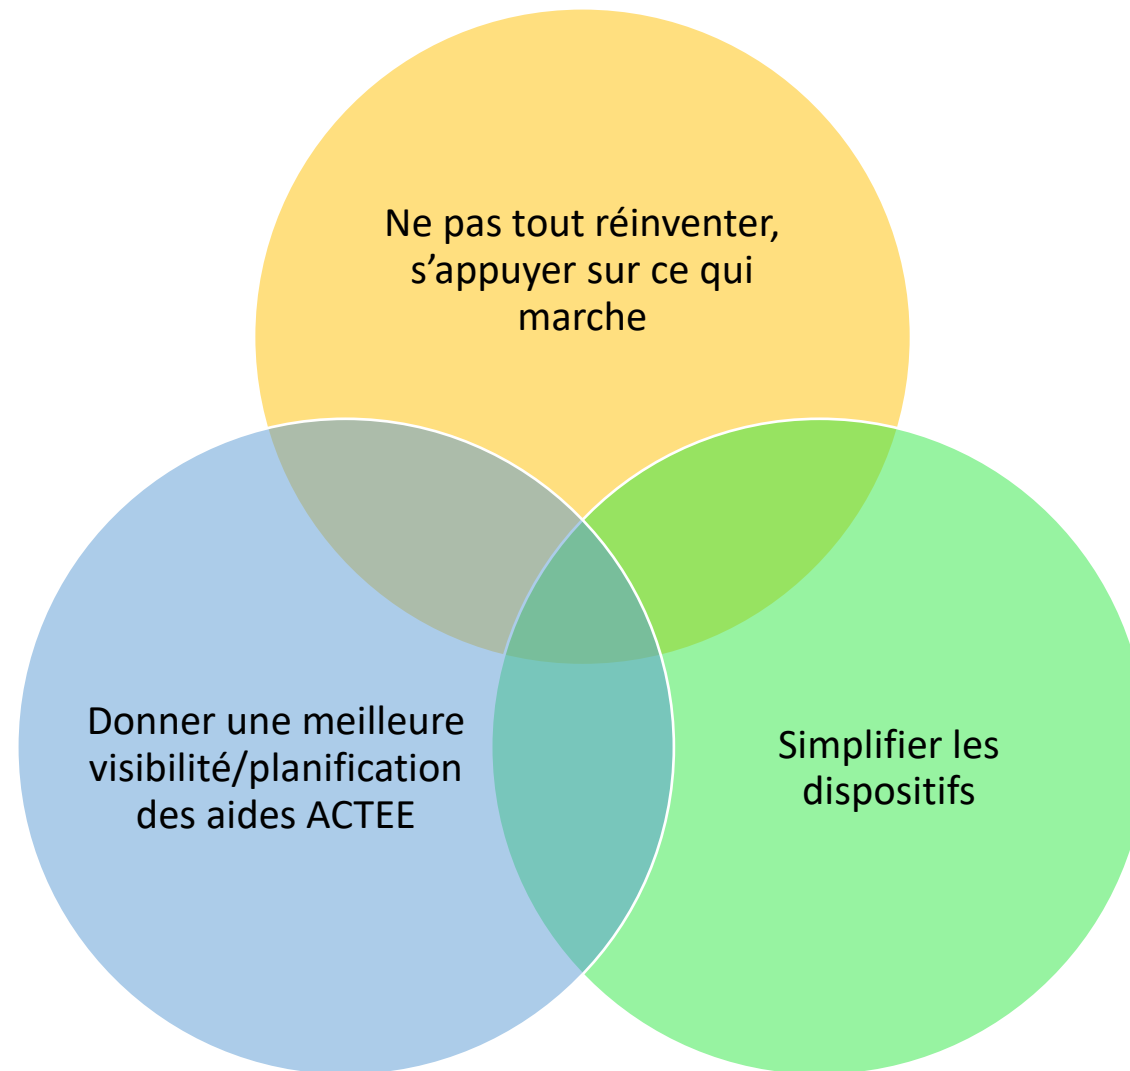 Ne pas tout réinventer,
s’appuyer sur ce qui
marche
Donner une meilleure
visibilité/planification
des aides ACTEE
Simplifier les
dispositifs